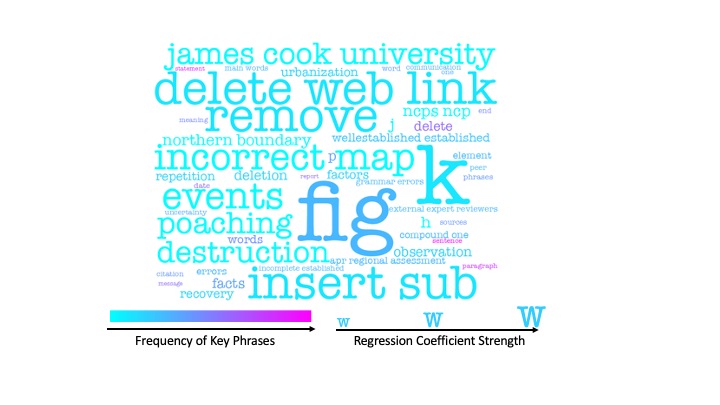 james cook university
statement main words urbanization word communication one
delete web link
remove ncps ncp end
meaning j delete
northern boundary wellestablished established
incorrect p map k element
repetition deletion report factors peer phrases
date grammar errors
events fig
uncertainty external expert reviewers
poaching h sources
words compound one
sentence
destruction observation
apr regional assessment
citation errors incomplete established paragraph
message facts insert sub
recovery
w w w
Frequency of Key Phrases Regression Coefficient Strength